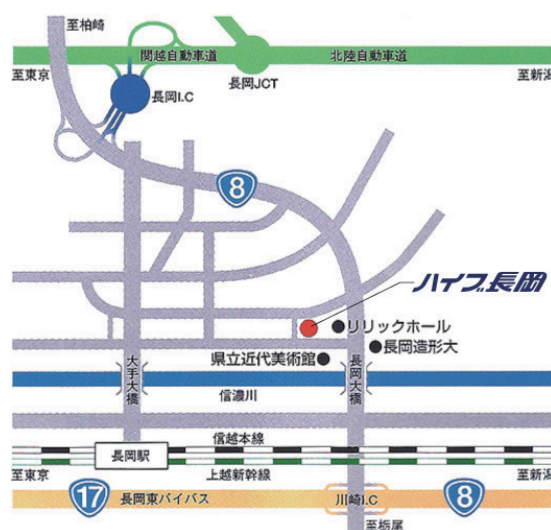 至柏崎
関越自動車道
北陸自動車道
至東京
長岡JCT
至新潟
長岡I.C
8
ハイブ長岡
リリックホール
長岡造形大
県立近代美術館
大手大橋
長岡大橋
信濃川
信越本線
長岡駅
至東京
上越新幹線
至新潟
17
長岡東バイパス
川崎I.C
8
至栃尾